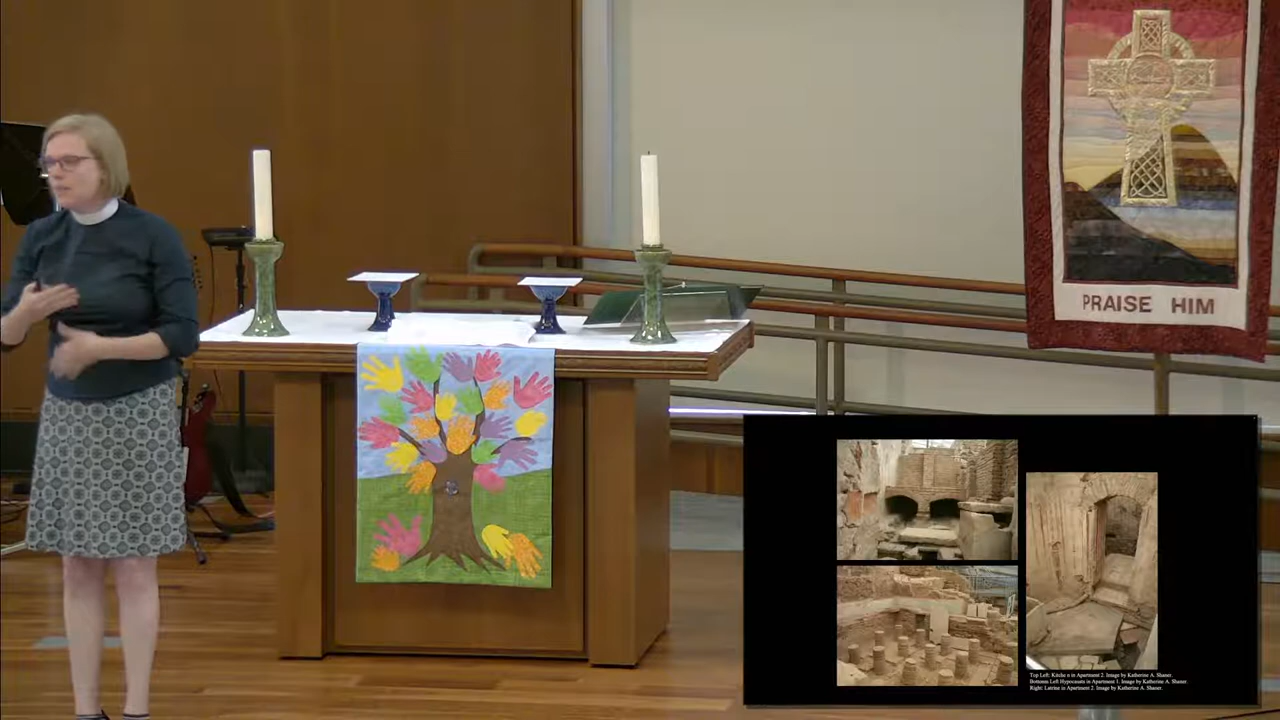 PRAISE HIM
Top Left: Kitchen in Apartment 2. Image by Katherine A. Shaner.
Bottom Left Hypocausts in Apartment 1. Image by Katherine A. Shaner.
Right: Latrine in Apartment 2. Image by Katherine A. Shaner.